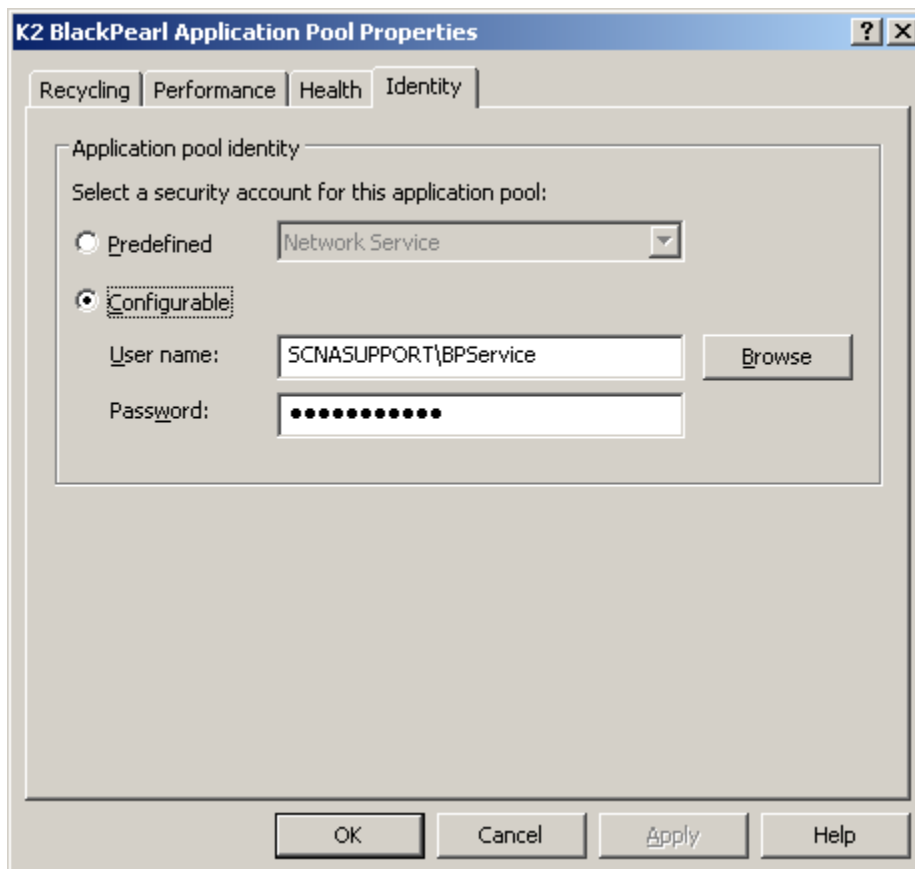 K2 BlackPearl Application Pool Properties
Recycling Performance Health Identity
Application pool identity
Select a security account for this application pool:
Predefined Network Service
Configurable
User name: SCNASUPPORT\BPService Browse
Password: ●●●●●●●●●●●
OK Cancel Apply Help